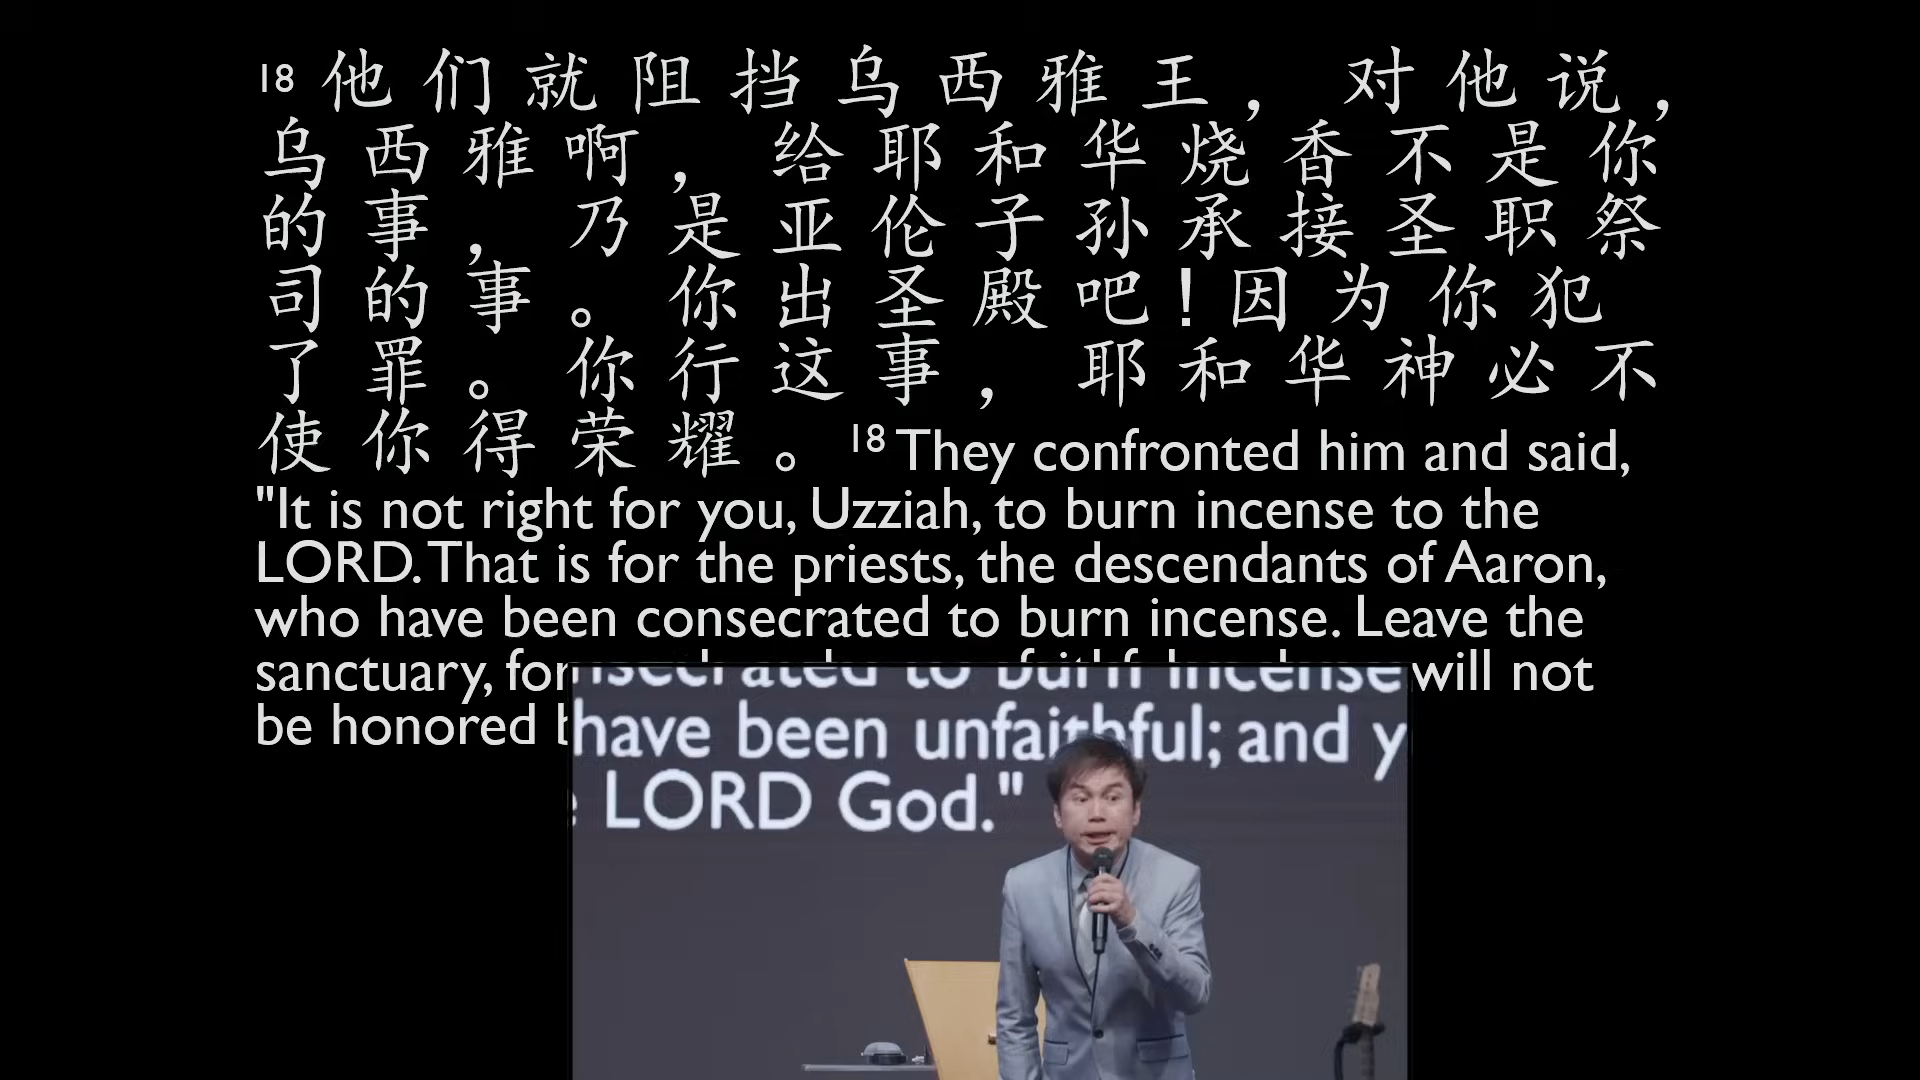 18 他们就阻挡乌西雅王，对他说，
乌西雅啊，给耶和华烧香不是你
的事，乃是亚伦子孙承接圣职祭
司的事。你出圣殿吧！因为你犯
了罪。你行这事，耶和华神必不
使你得荣耀。 18 They confronted him and said,
"It is not right for you, Uzziah, to burn incense to the
LORD. That is for the priests, the descendants of Aaron,
who have been consecrated to burn incense. Leave the
sanctuary, for will not
be honored
to burn incense
have been unfaithful; and y
LORD God."